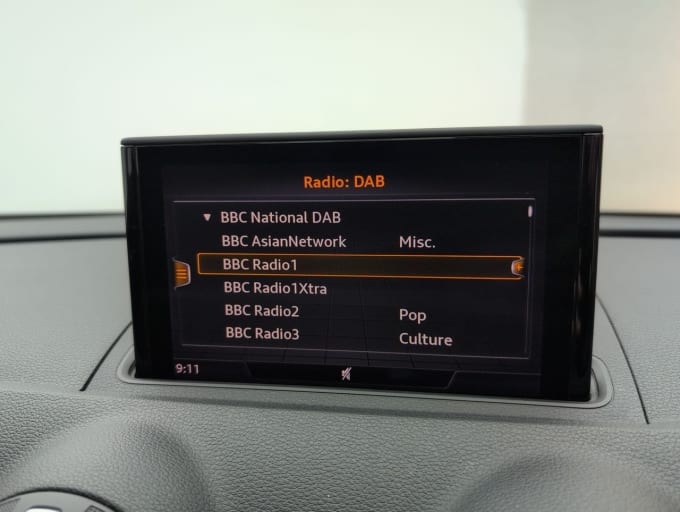 Radio: DAB
BBC National DAB
BBC AsianNetwork Misc.
BBC Radio1
BBC Radio1Xtra
BBC Radio2 Pop
BBC Radio3 Culture
9:11